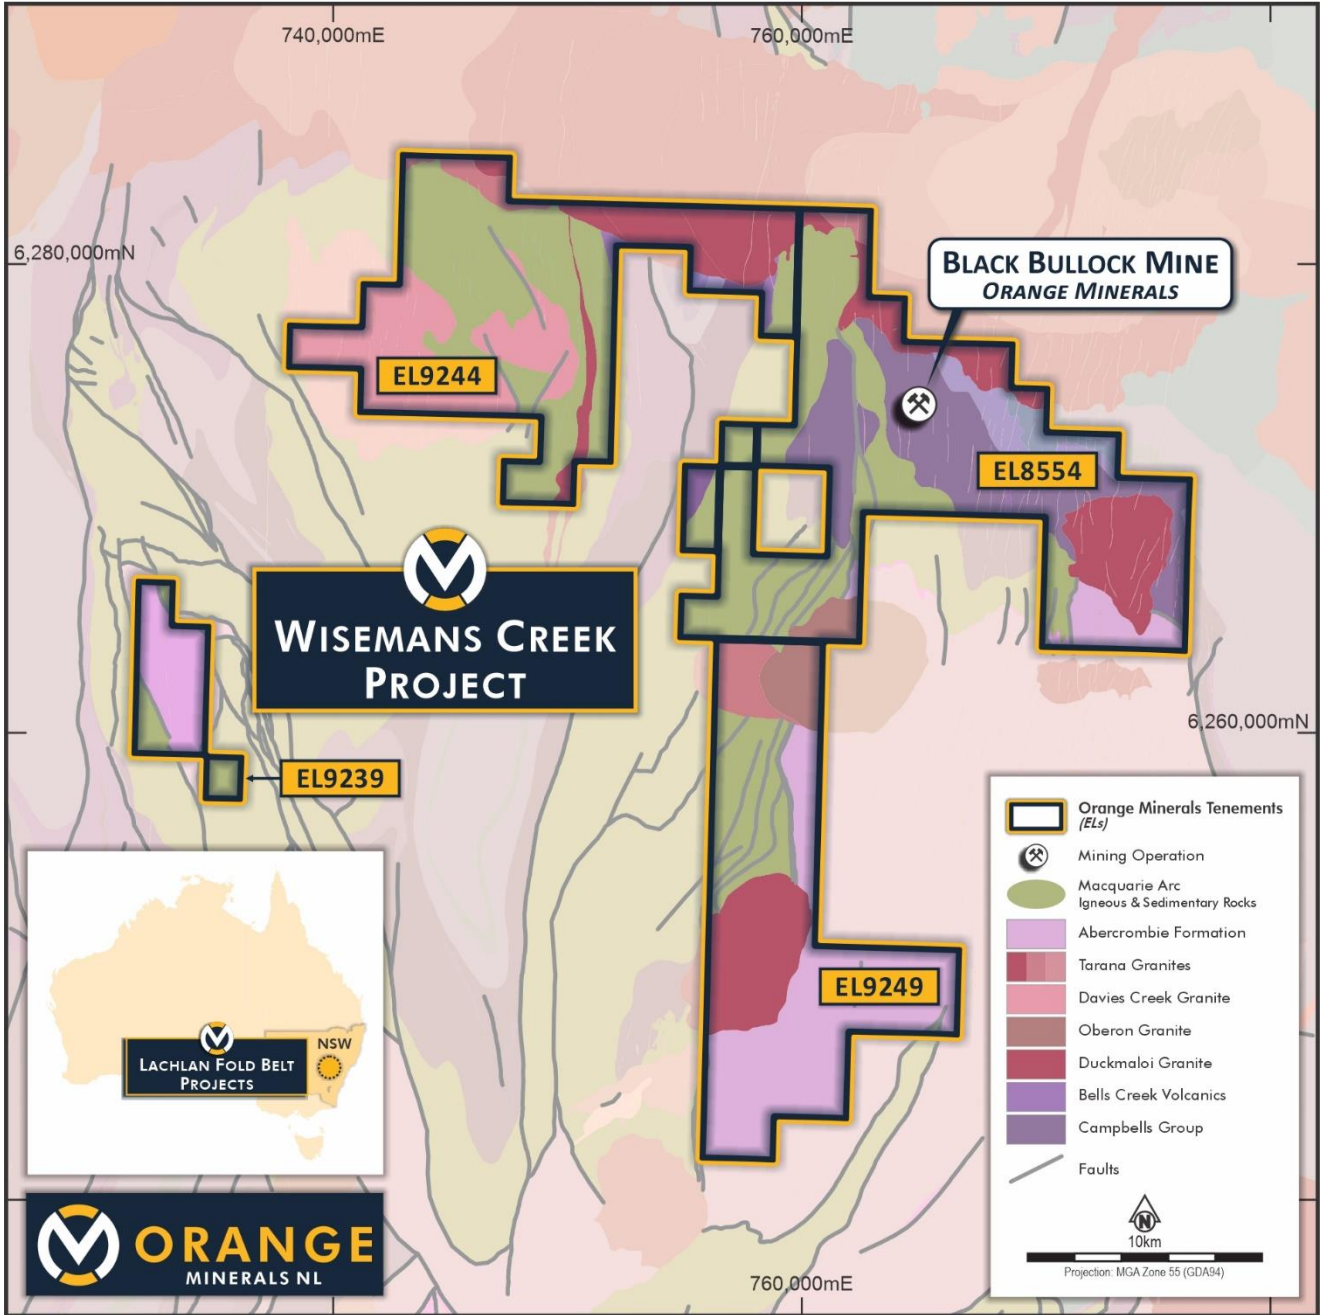 740,000mE
760,000mE
6,280,000mN
BLACK BULLOCK MINE
ORANGE MINERALS
EL9244
EL8554
WISEMANS CREEK
PROJECT
6,260,000mN
EL9239
EL9249
Orange Minerals Tenements
(ELs)
Mining Operation
Macquarie Arc
Igneous & Sedimentary Rocks
Abercrombie Formation
Tarana Granites
Davies Creek Granite
Oberon Granite
Duckmaloi Granite
Bells Creek Volcanics
Campbells Group
Faults
N
10km
Projection: MGA Zone 55 (GDA94)
NSW
LACHLAN FOLD BELT
PROJECTS
ORANGE
MINERALS NL
760,000mE